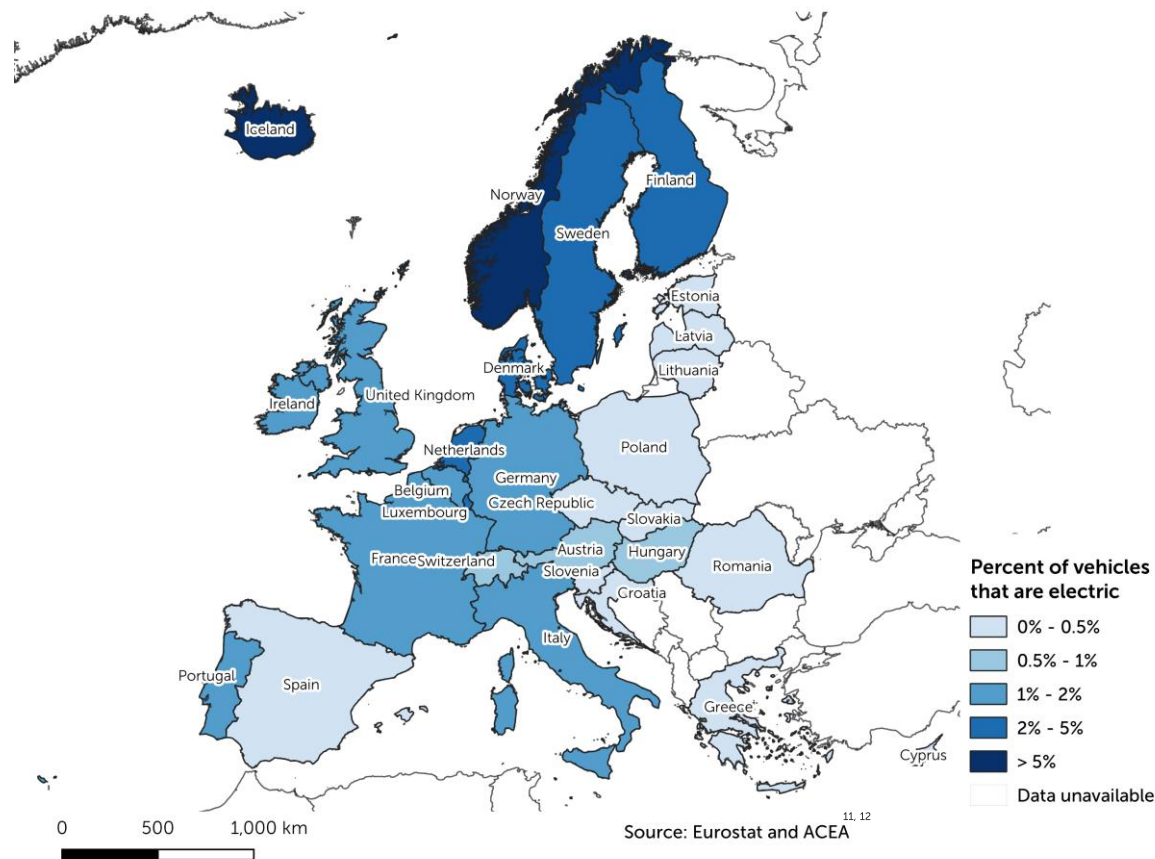 Iceland
Norway
Finland
Sweden
Estonia
Latvia
Lithuania
Denmark
United Kingdom
Ireland
Netherlands
Poland
Germany
Belgium
Czech Republic
Luxembourg
Slovakia
Austria
Hungary
France
Switzerland
Slovenia
Romania
Croatia
Italy
Portugal
Spain
Greece
Cyprus
Percent of vehicles
that are electric
0% - 0.5%
0.5% - 1%
1% - 2%
2% - 5%
> 5%
Data unavailable
0 500 1,000 km
Source: Eurostat and ACEA 11, 12